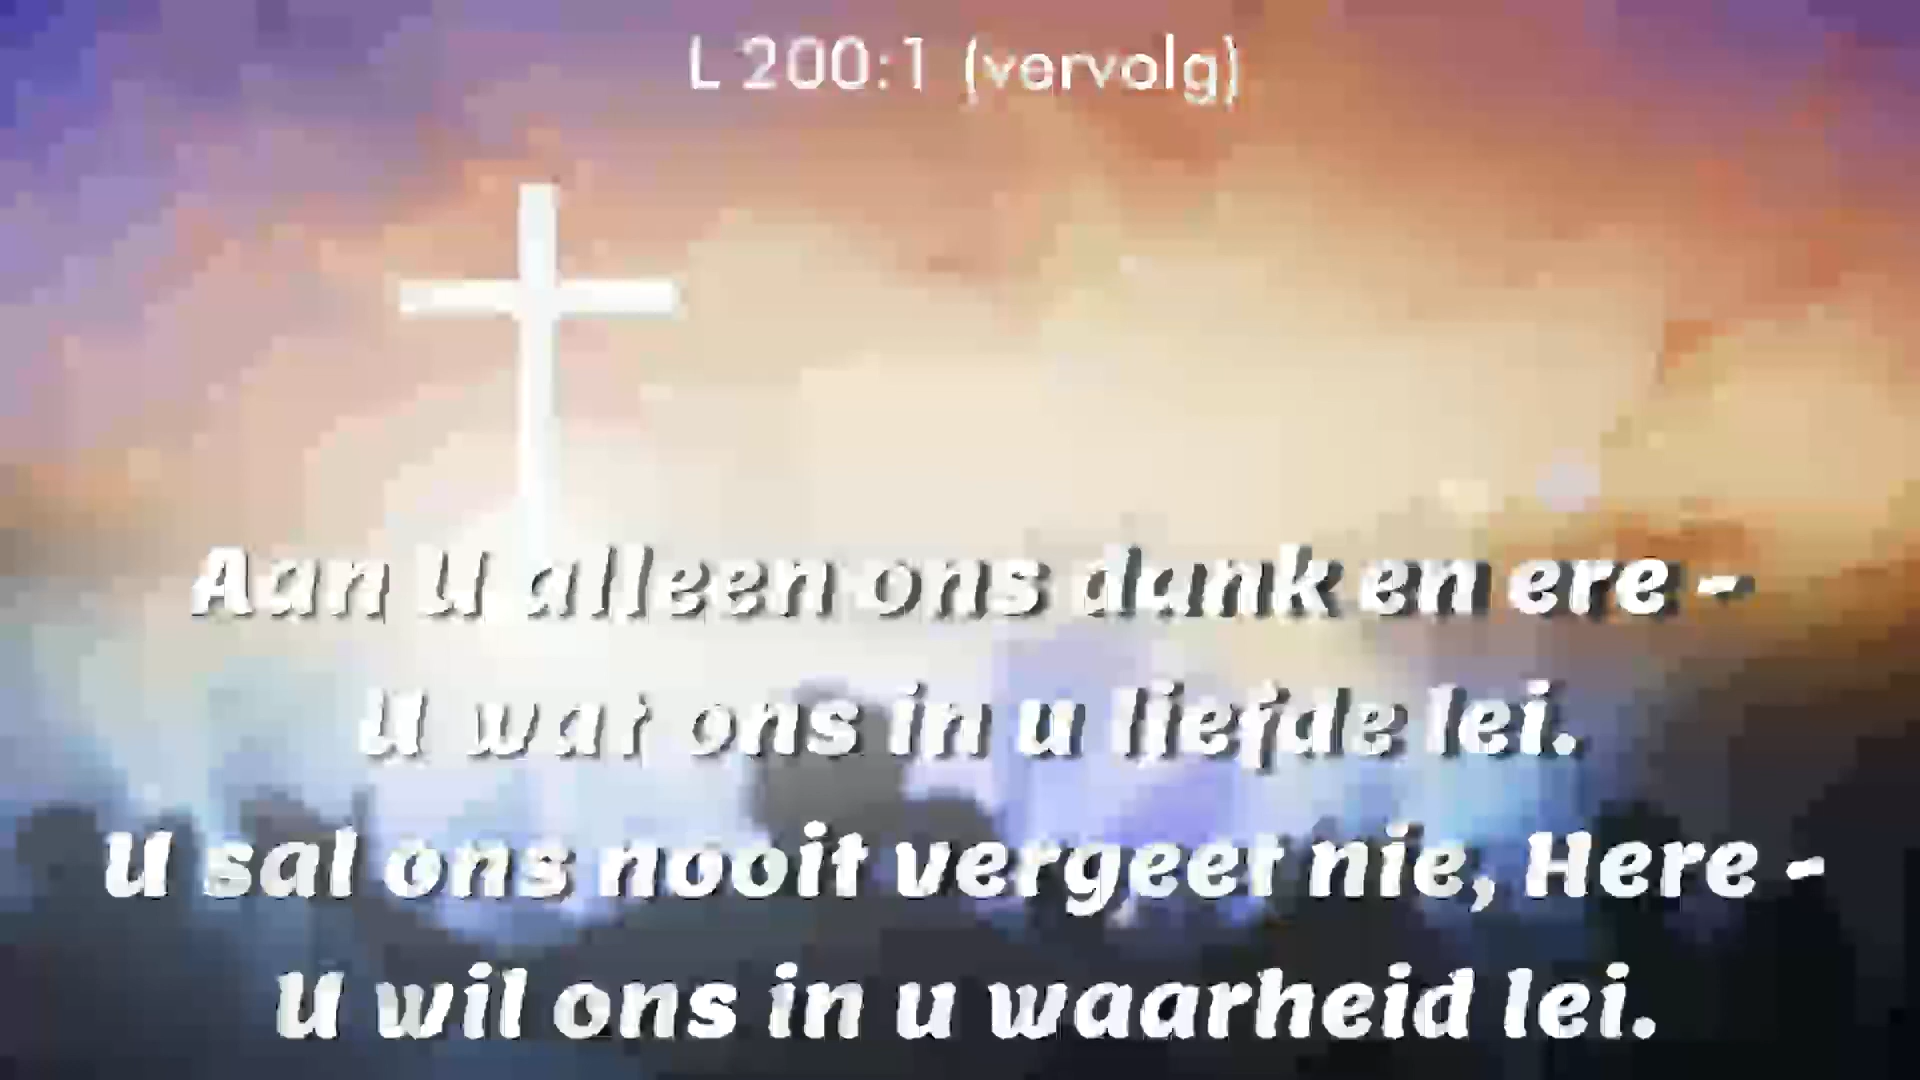 L 200:1 (vervolg)
Aan U alleen ons dank en ere -
U wat ons in u liefde lei.
U sal ons nooit vergeet nie, Here -
U wil ons in u waarheid lei.